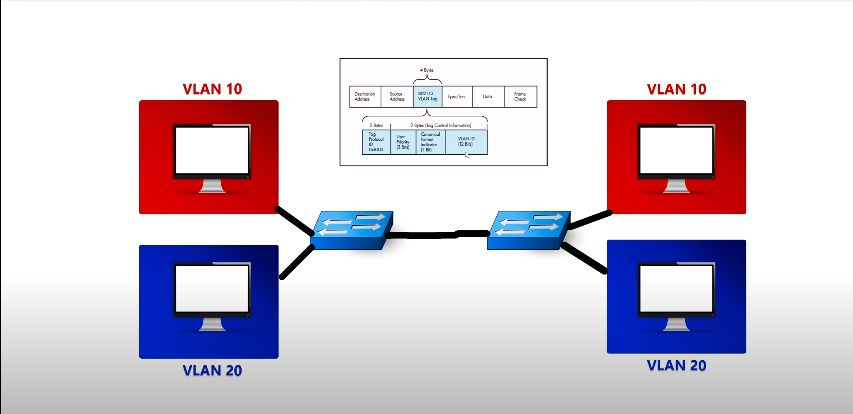 VLAN 10
VLAN 10
4 Bytes
Destination Address
Source Address
802.1Q VLAN Tag
Type/Len
Data
Frame Check
2 Bytes
2 Bytes (Tag Control Information)
Tag Protocol ID 0x8100
User Priority (3 Bits)
Canonical Format Indicator (1 Bit)
VLAN ID (12 Bits)
VLAN 20
VLAN 20